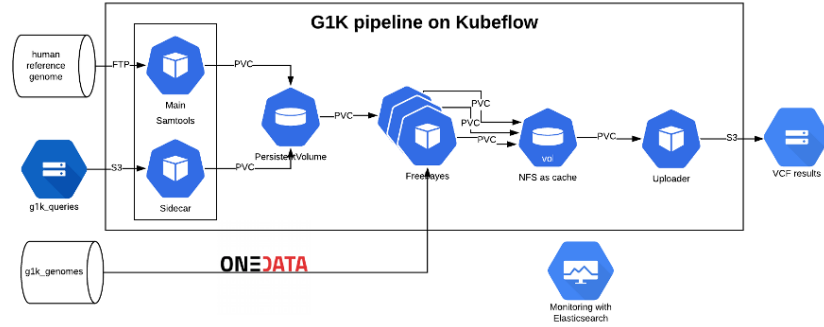 G1K pipeline on Kubeflow
human
reference
genome
FTP
Main
Samtools
PVC
PersistentVolume
PVC
PVC
PVC
PVC
FreeBayes
vol
NFS as cache
PVC
Uploader
S3
VCF results
g1k_queries
S3
Sidecar
PVC
g1k_genomes
ONEDATA
Monitoring with
Elasticsearch